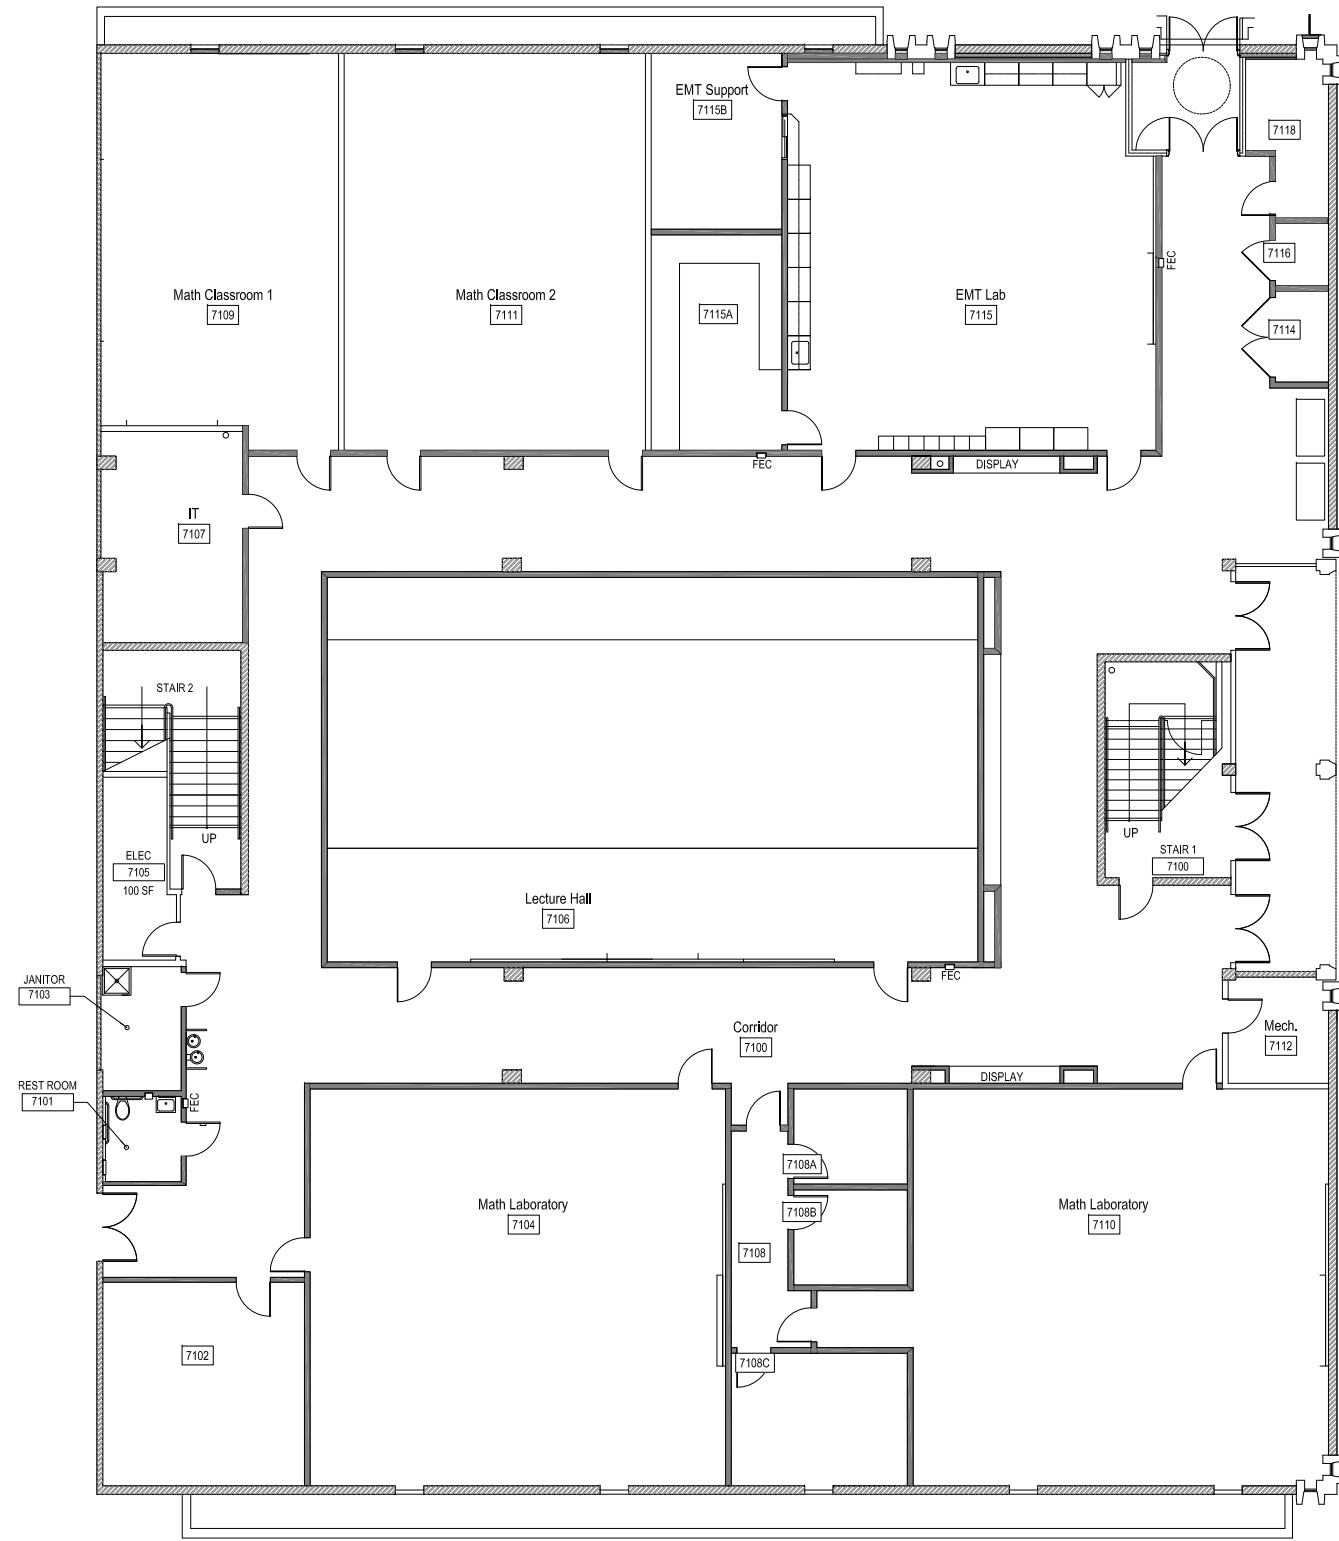 EMT Support
7115B
7118
7116
FEC
Math Classroom 1
7109
Math Classroom 2
7111
7115A
EMT Lab
7115
7114
FEC
DISPLAY
IT
7107
STAIR 2
UP
UP
ELEC
7105
100 SF
STAIR 1
7100
Lecture Hall
7106
FEC
JANITOR
7103
Corridor
7100
Mech.
7112
DISPLAY
REST ROOM
7101
FEC
7108A
7108B
Math Laboratory
7104
Math Laboratory
7110
7108
7102
7108C